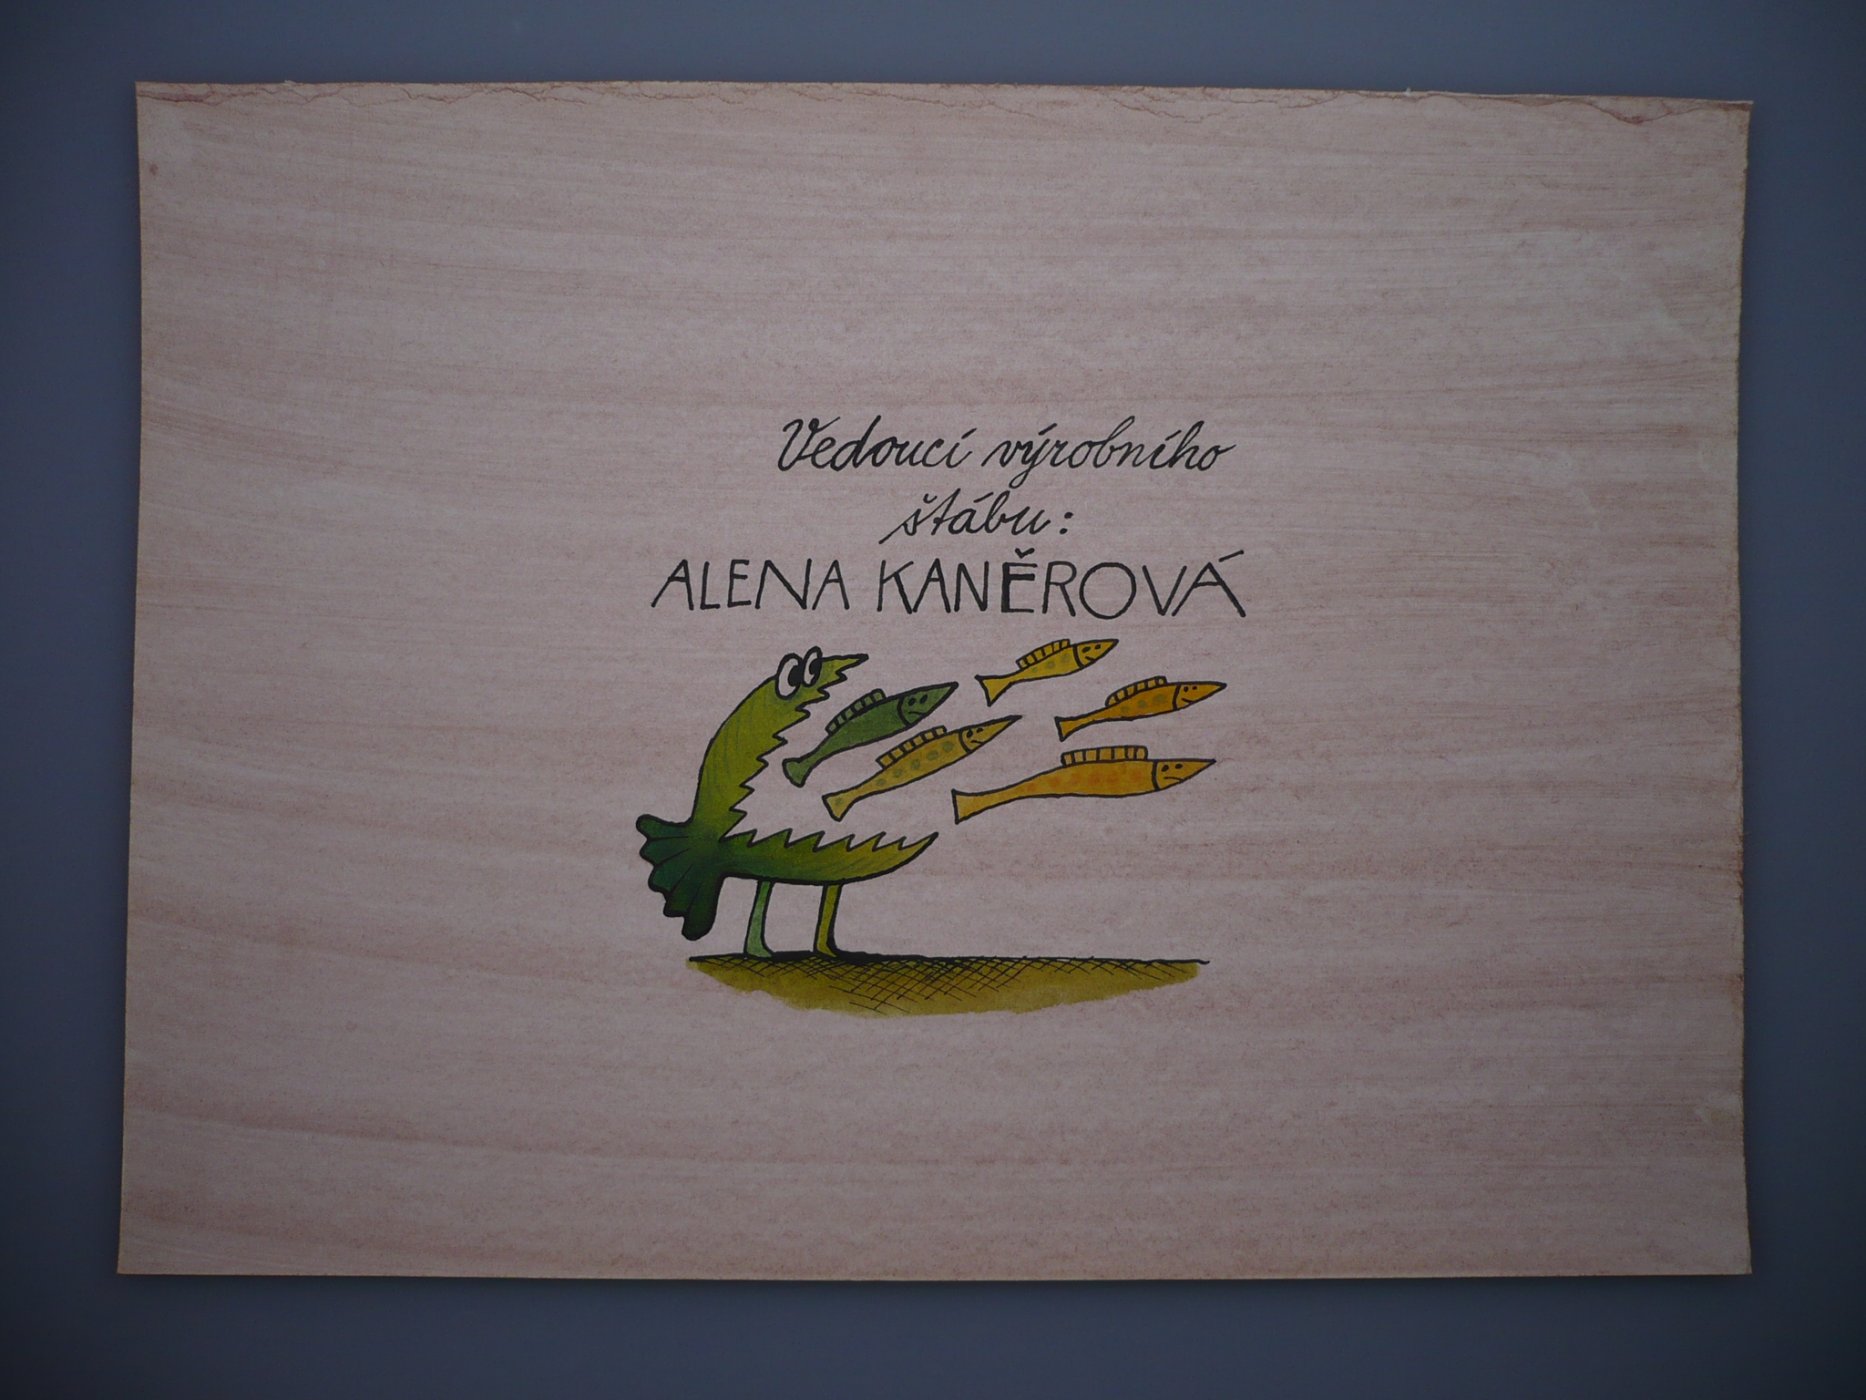 Vedoucí výrobního
štábu:
ALENA KANĚROVÁ